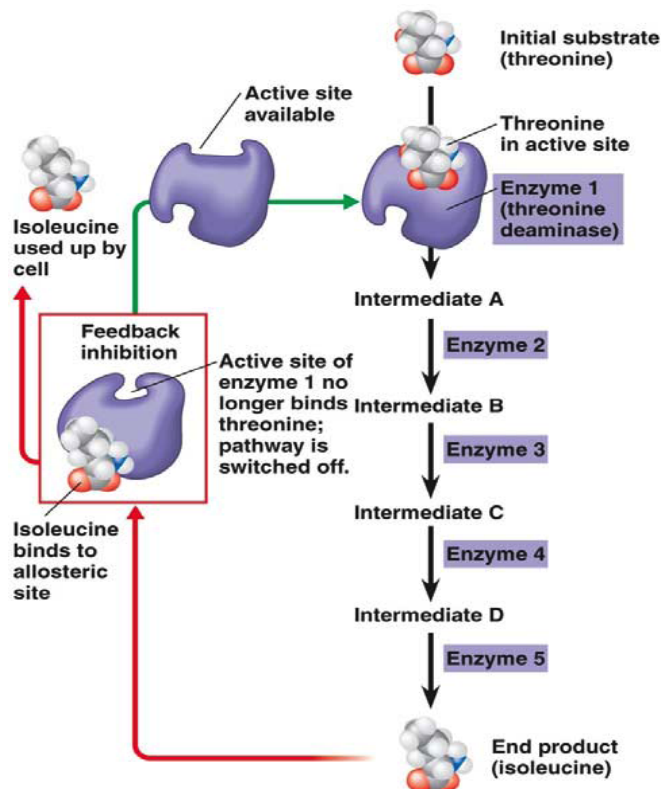 Initial substrate
(threonine)
Active site
available
Threonine
in active site
Enzyme 1
(threonine
deaminase)
Isoleucine
used up by
cell
Intermediate A
Feedback
inhibition
Enzyme 2
Active site of
enzyme 1 no
longer binds
threonine;
pathway is
switched off.
Intermediate B
Enzyme 3
Intermediate C
Isoleucine
binds to
allosteric
site
Enzyme 4
Intermediate D
Enzyme 5
End product
(isoleucine)